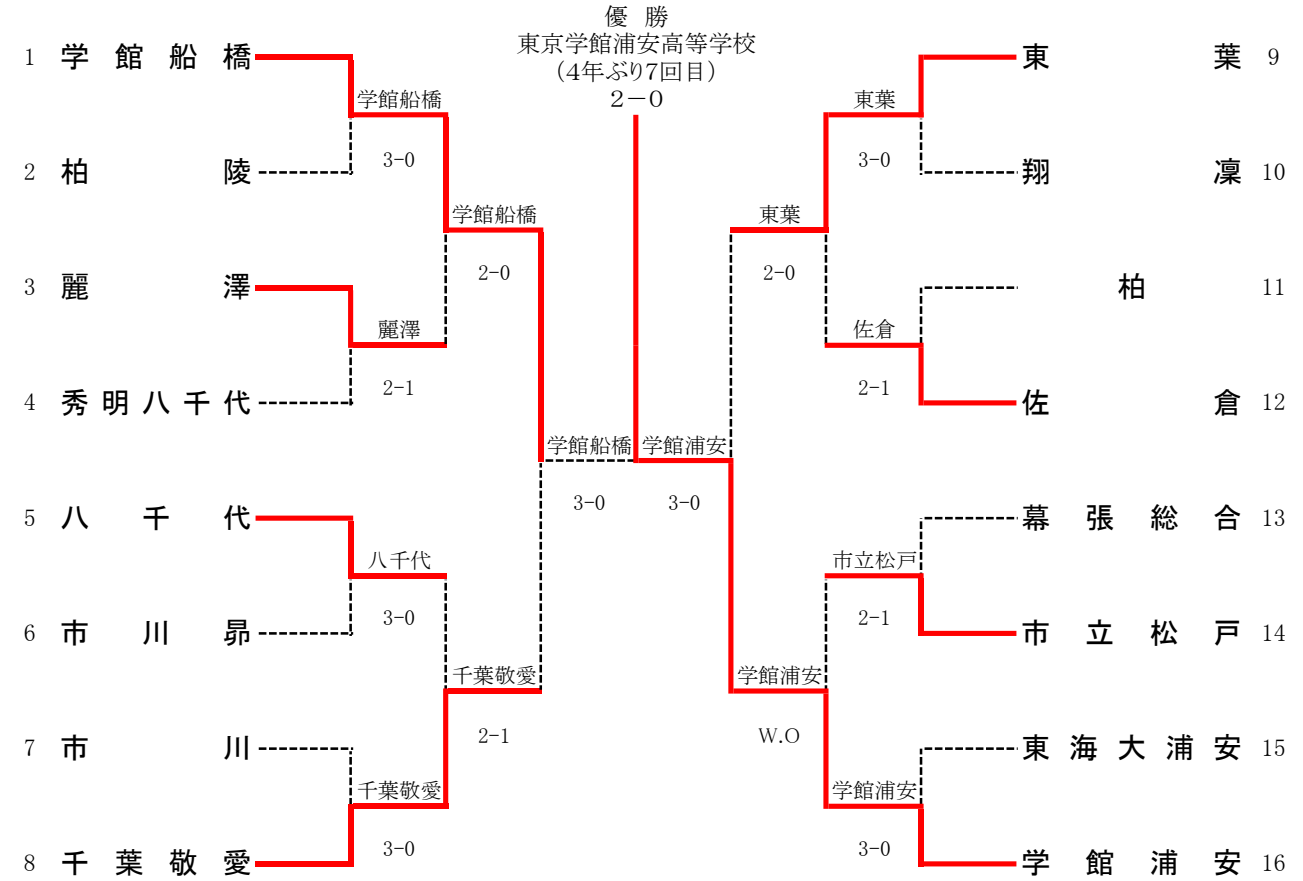 優 勝
東京学館浦安高等学校
（4年ぶり7回目）
2－0
1 学館船橋
2 柏陵
3 麗澤
4 秀明八千代
5 八千代
6 市川昴
7 市川
8 千葉敬愛
学館船橋
3-0
麗澤
2-1
八千代
3-0
千葉敬愛
3-0
学館船橋
2-0
千葉敬愛
2-1
学館船橋
3-0
学館浦安
3-0
東葉
2-0
学館浦安
W.O
東葉
3-0
佐倉
2-1
市立松戸
2-1
学館浦安
3-0
東葉 9
翔凜 10
柏 11
佐倉 12
幕張総合 13
市立松戸 14
東海大浦安 15
学館浦安 16